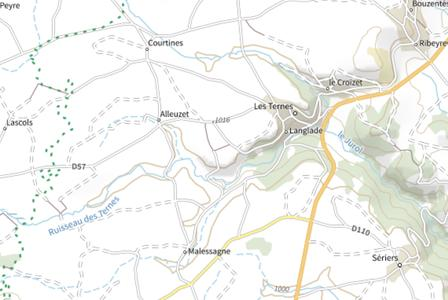 Peyre
Bouzentès
Courtines
Ribeyre
le Croizet
Les Ternes
Alleuzet
1016
Lascols
Langlade
le Jurol
D57
Ruisseau des Ternes
D110
Malessagne
Sériers
1000